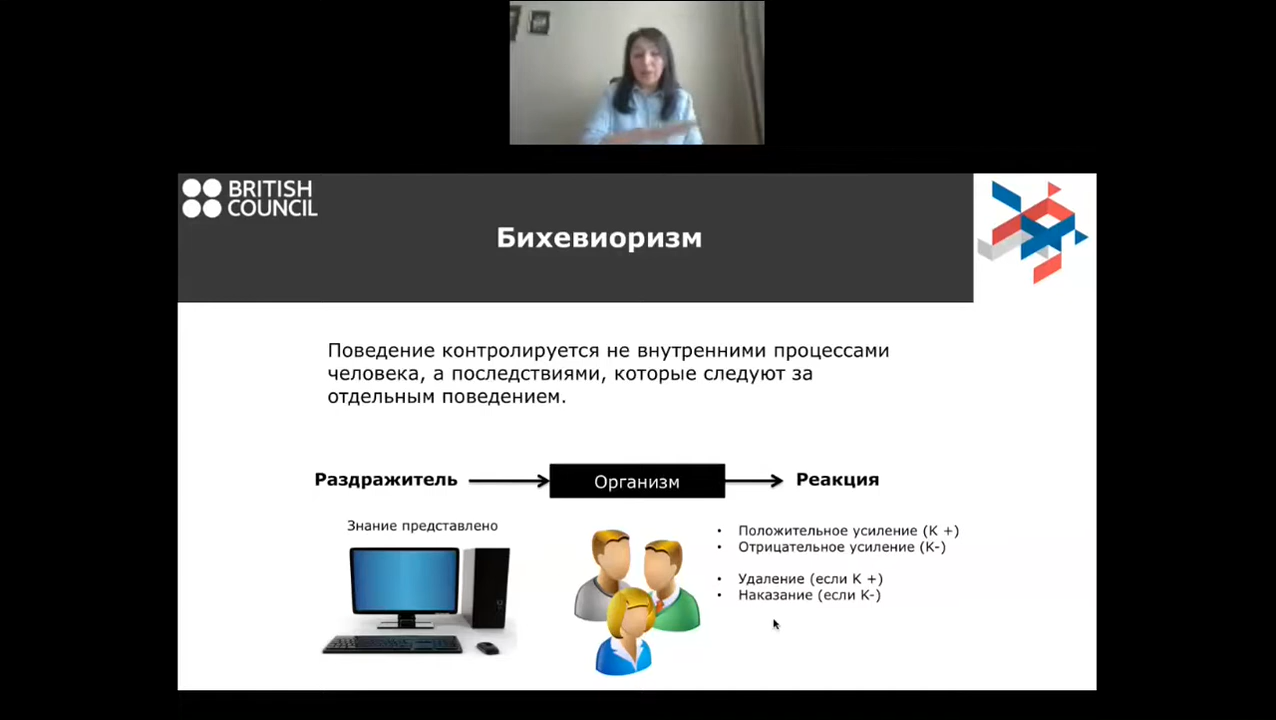 BRITISH
COUNCIL
Бихевиоризм
Поведение контролируется не внутренними процессами
человека, а последствиями, которые следуют за
отдельным поведением.
Раздражитель
Организм
Реакция
Знание представлено
• Положительное усиление (К +)
• Отрицательное усиление (К-)
• Удаление (если К +)
• Наказание (если К-)